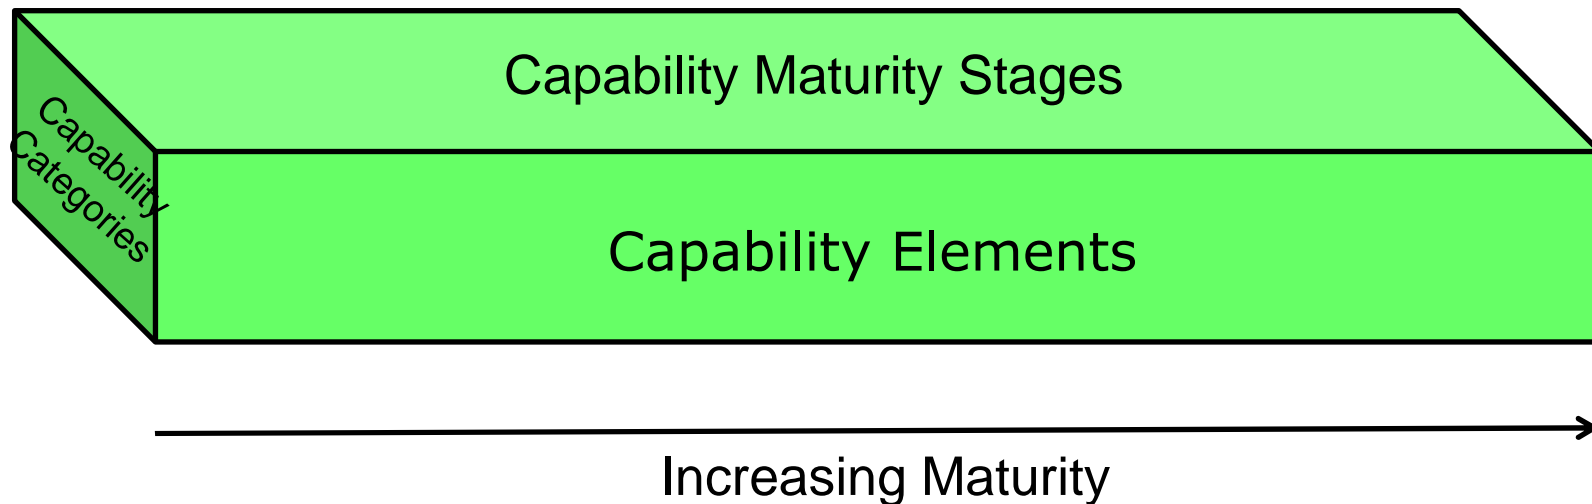 Capability Maturity Stages
Capability
Categories
Capability Elements
Increasing Maturity